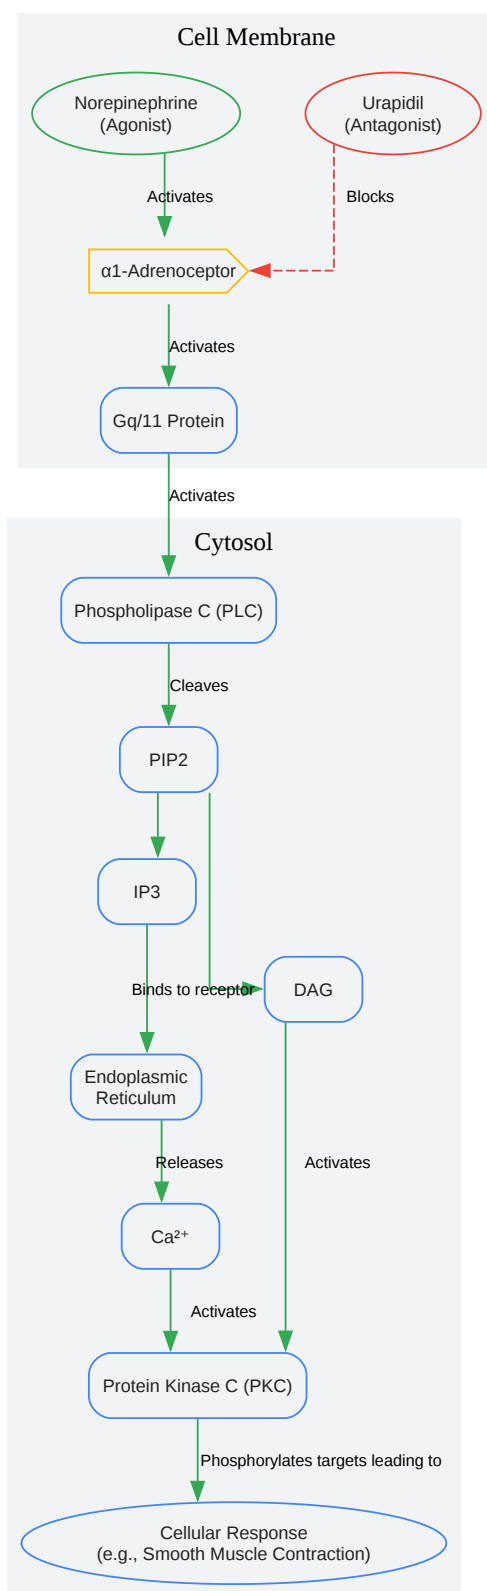 Cell Membrane
Norepinephrine
(Agonist)
Urapidil
(Antagonist)
Activates
Blocks
α1-Adrenoceptor
Activates
Gq/11 Protein
Activates
Cytosol
Phospholipase C (PLC)
Cleaves
PIP2
IP3
Binds to receptor
DAG
Endoplasmic
Reticulum
Releases
Activates
Ca²⁺
Activates
Protein Kinase C (PKC)
Phosphorylates targets leading to
Cellular Response
(e.g., Smooth Muscle Contraction)